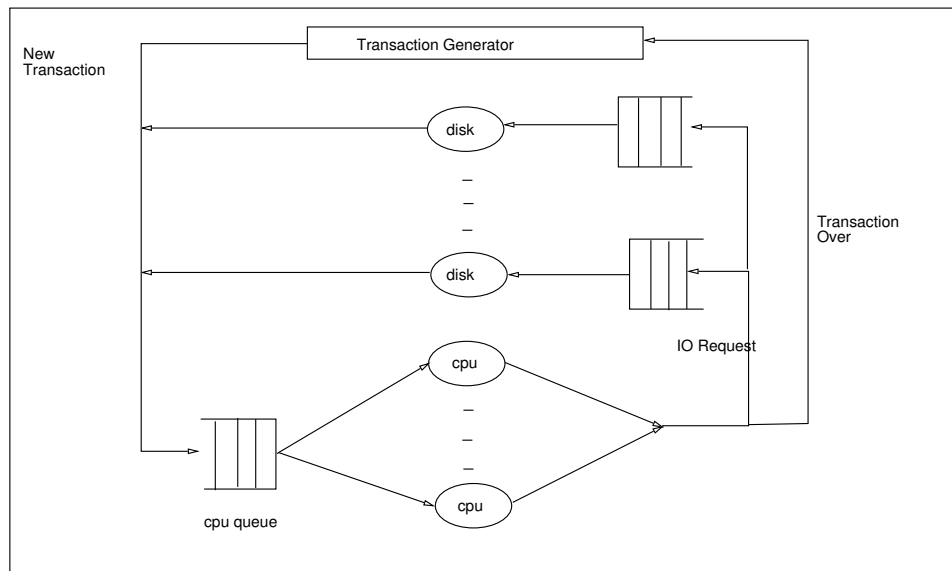 Transaction Generator
New
Transaction
disk
Transaction
Over
disk
IO Request
cpu
cpu
cpu queue